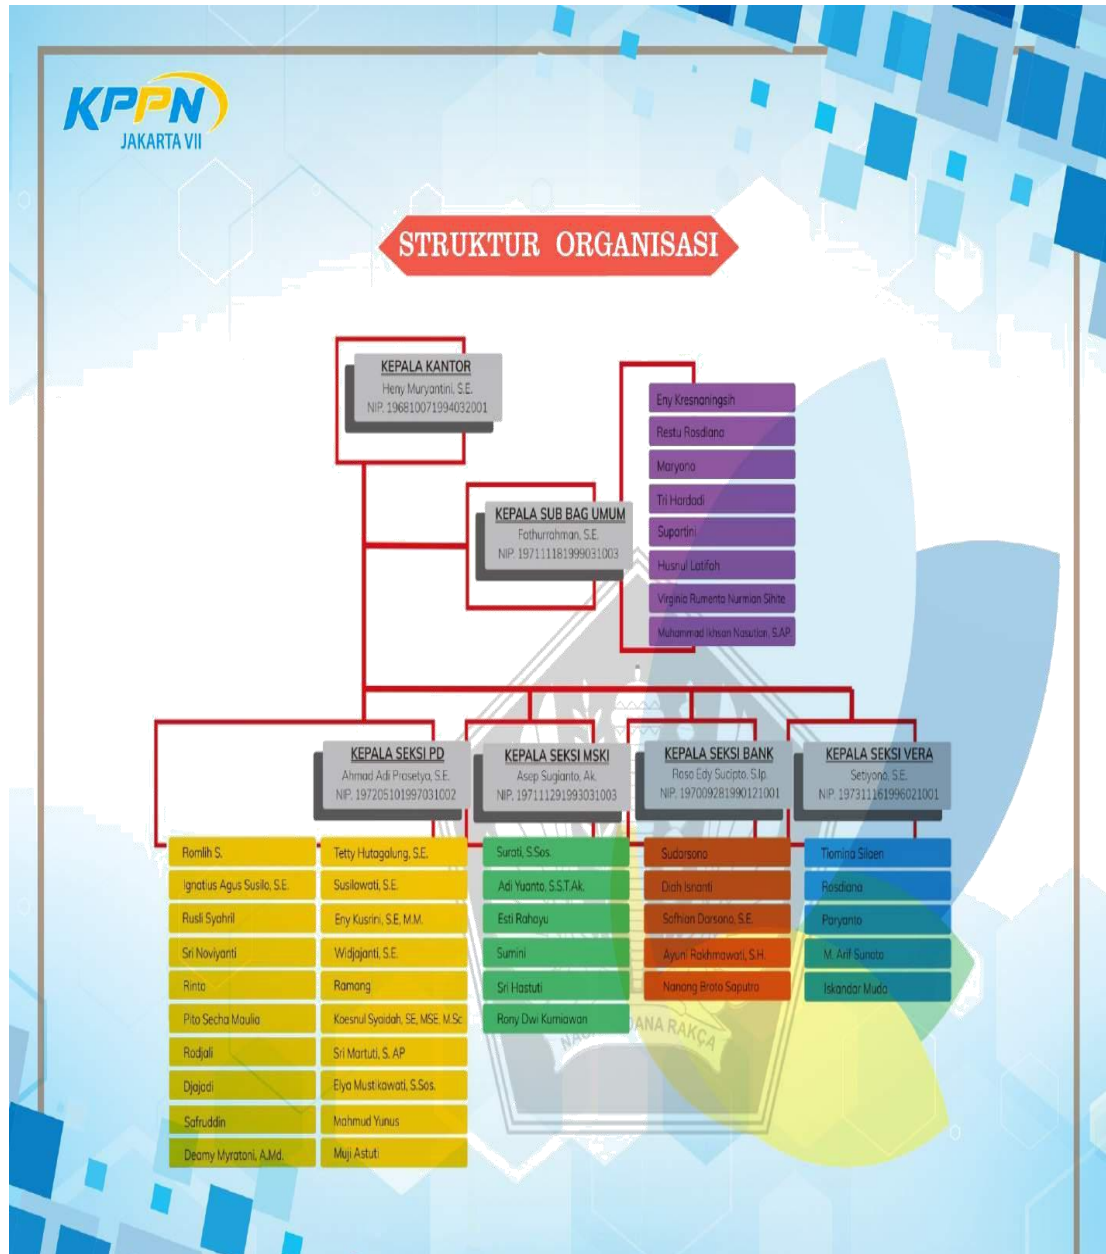 KPPN
JAKARTA VII
STRUKTUR ORGANISASI
KEPALA KANTOR
Heny Muryantini, S.E.
NIP. 196810071994032001
KEPALA SUB BAG UMUM
Fathurrahman, S.E.
NIP. 197111181999031003
Eny Kresnaningsih
Restu Rosdiana
Maryono
Tri Hardadi
Supartini
Husnul Latifah
Virginia Rumenta Nurmian Sihite
Muhammad Ikhsan Nasution, S.AP.
KEPALA SEKSI PD
Ahmad Adi Prasetyo, S.E.
NIP. 197205101997031002
Romlih S.
Ignatius Agus Susilo, S.E.
Rusli Syahril
Sri Noviyanti
Rinto
Pito Secha Maulia
Rodjali
Djajadi
Safruddin
Deamy Myratani, A.Md.
Tetty Hutagalung, S.E.
Susilawati, S.E.
Eny Kusrini, S.E, M.M.
Widjajanti, S.E.
Ramang
Koesnul Syaidah, SE, MSE, M.Sc
Sri Martuti, S. AP
Elya Mustikawati, S.Sos.
Mahmud Yunus
Muji Astuti
KEPALA SEKSI MSKI
Asep Sugianto, Ak.
NIP. 197111291993031003
Surati, S.Sos.
Adi Yuanto, S.S.T.Ak.
Esti Rahayu
Sumini
Sri Hastuti
Rony Dwi Kurniawan
KEPALA SEKSI BANK
Roso Edy Sucipto, S.Ip.
NIP. 197009281990121001
Sudarsono
Diah Isnanti
Sofhian Darsono, S.E.
Ayuni Rakhmawati, S.H.
Nanang Broto Saputro
KEPALA SEKSI VERA
Setiyono, S.E.
NIP. 197311161996021001
Tiomina Silaen
Rosdiana
Paryanto
M. Arif Sunoto
Iskandar Muda
DANA RAKÇA